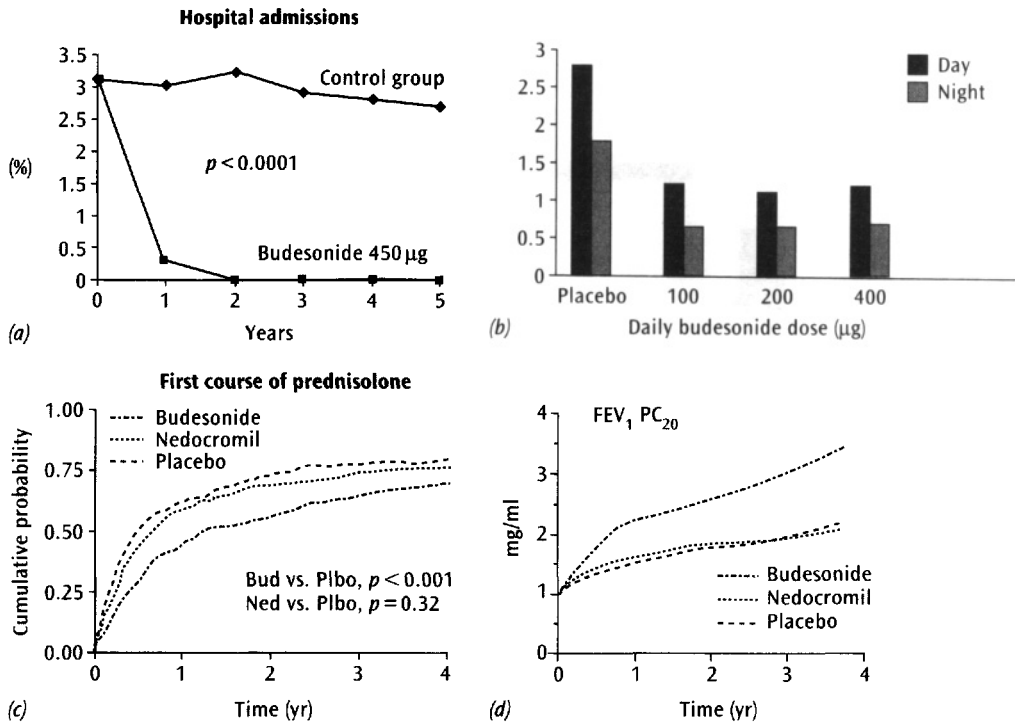 Hospital admissions
3.5
3
2.5
2
1.5
1
0.5
0
(%)
Control group
p < 0.0001
Budesonide 450 µg
0 1 2 3 4 5
Years
(a)
3
2.5
2
1.5
1
0.5
0
Day
Night
Placebo 100 200 400
Daily budesonide dose (µg)
(b)
First course of prednisolone
1.00
0.75
0.50
0.25
0.00
Cumulative probability
Budesonide
Nedocromil
Placebo
Bud vs. Plbo, p < 0.001
Ned vs. Plbo, p = 0.32
0 1 2 3 4
Time (yr)
(c)
FEV1 PC20
4
3
2
1
0
mg/ml
Budesonide
Nedocromil
Placebo
0 1 2 3 4
Time (yr)
(d)